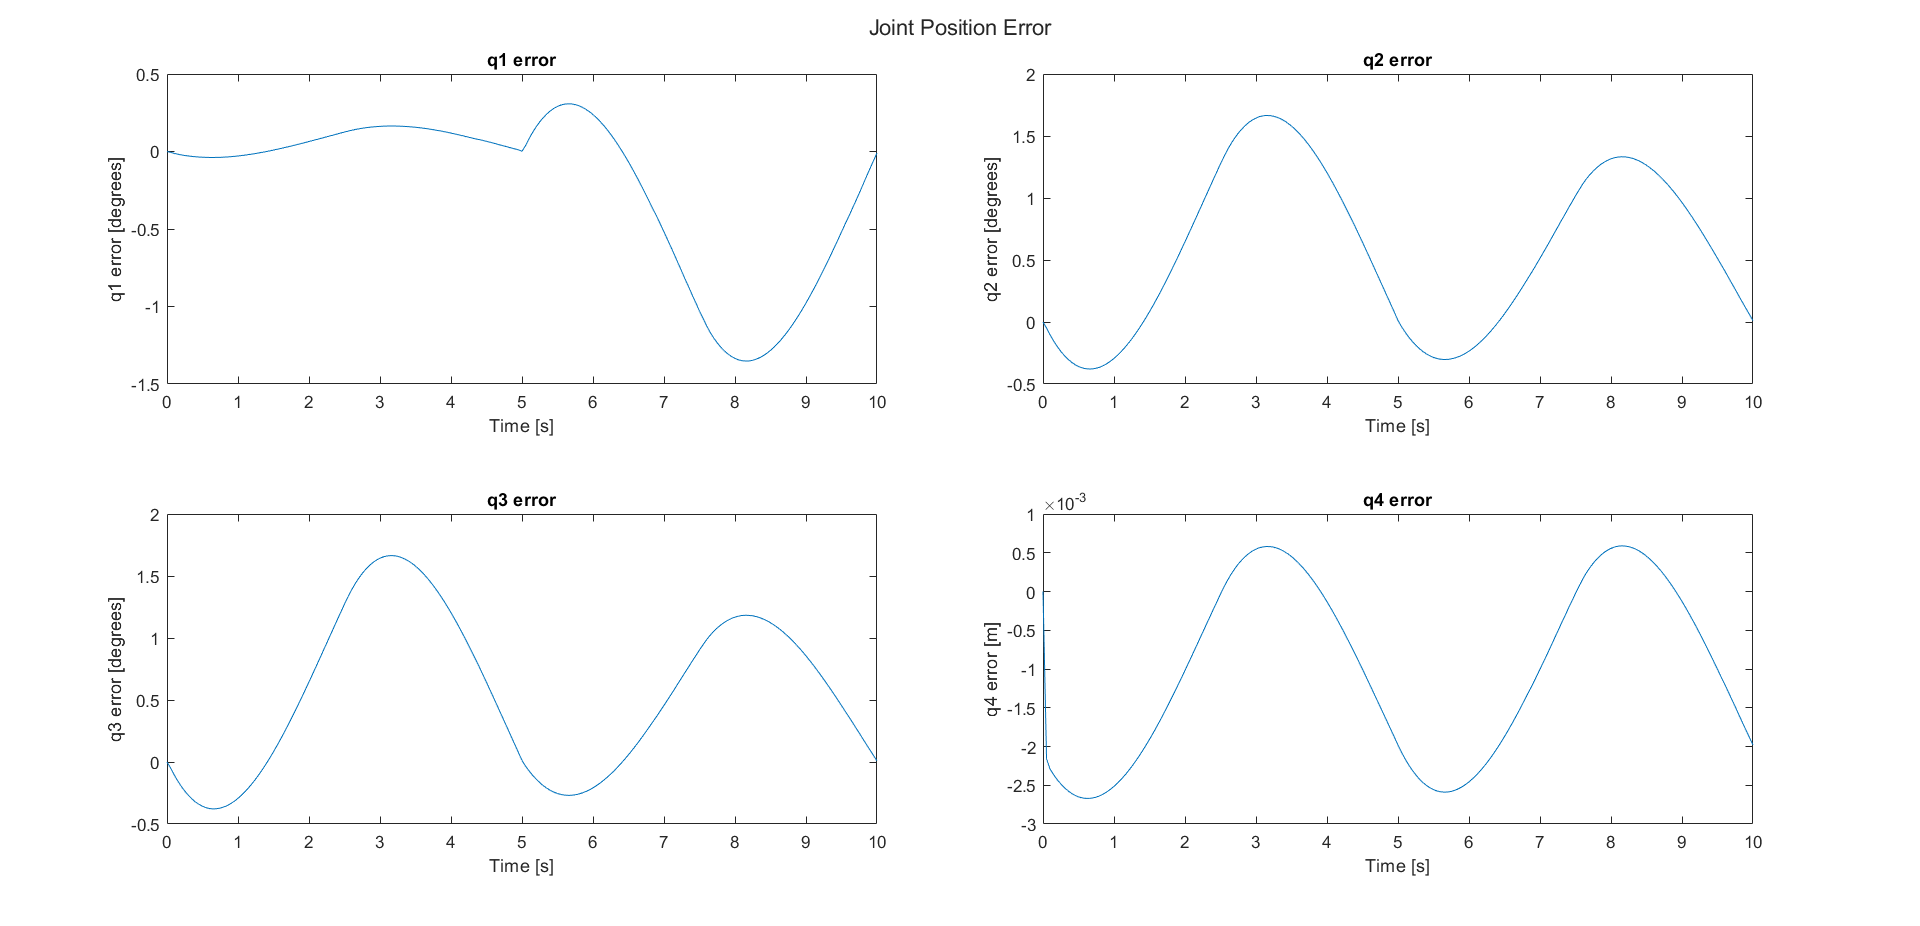 Joint Position Error
q1 error
0.5
0
-0.5
-1
-1.5
q1 error [degrees]
0 1 2 3 4 5 6 7 8 9 10
Time [s]
q2 error
2
1.5
1
0.5
0
-0.5
q2 error [degrees]
0 1 2 3 4 5 6 7 8 9 10
Time [s]
q3 error
2
1.5
1
0.5
0
-0.5
q3 error [degrees]
0 1 2 3 4 5 6 7 8 9 10
Time [s]
q4 error
×10⁻³
1
0.5
0
-0.5
-1
-1.5
-2
-2.5
-3
q4 error [m]
0 1 2 3 4 5 6 7 8 9 10
Time [s]